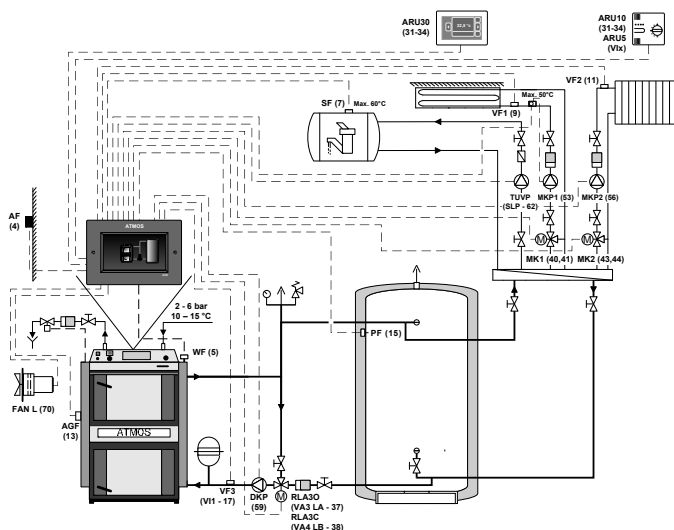 ARU30
(31-34)
ARU10
(31-34)
ARU5
(VIx)
VF2 (11)
SF (7)
Max. 60°C
Max. 50°C
VF1 (9)
AF
(4)
ATMOS
TUVP
(SLP - 62)
MKP1 (53)
MKP2 (56)
M
M
MK1 (40,41)
MK2 (43,44)
2 - 6 bar
10 – 15 °C
PF (15)
WF (5)
FAN L (70)
AGF
(13)
ATMOS
VF3
(VI1 - 17)
DKP
(59)
M
RLA3O
(VA3 LA - 37)
RLA3C
(VA4 LB - 38)